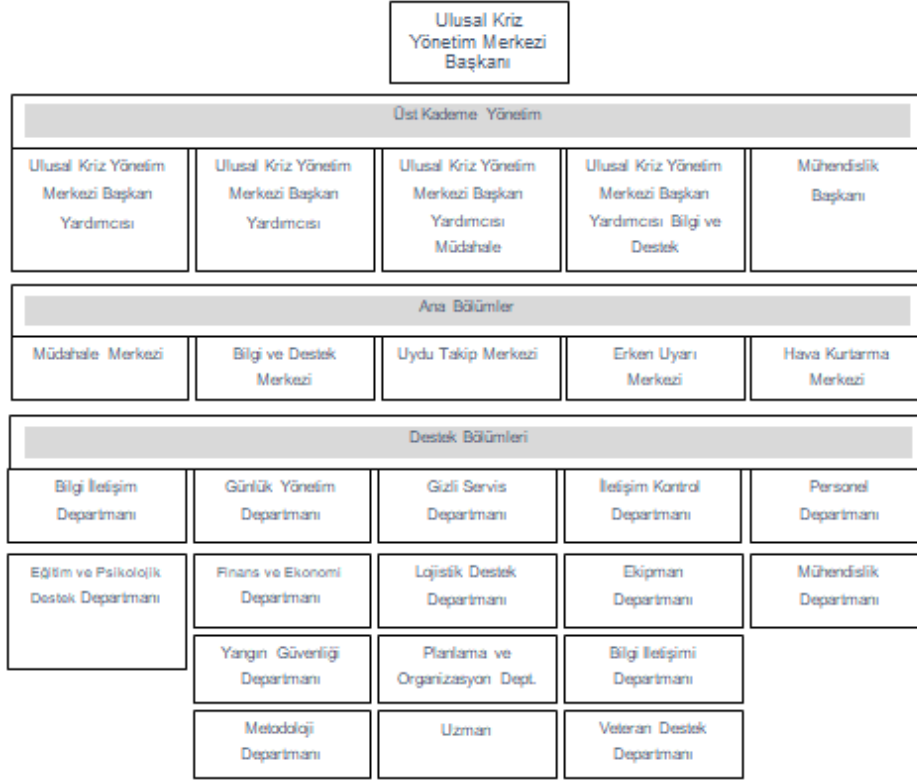 Ulusal Kriz
Yönetim Merkezi
Başkanı
Üst Kademe Yönetim
Ulusal Kriz Yönetim
Merkezi Başkan
Yardımcısı
Ulusal Kriz Yönetim
Merkezi Başkan
Yardımcısı
Ulusal Kriz Yönetim
Merkezi Başkan
Yardımcısı
Müdahale
Ulusal Kriz Yönetim
Merkezi Başkan
Yardımcısı Bilgi ve
Destek
Mühendislik
Başkanı
Ana Bölümler
Müdahale Merkezi
Bilgi ve Destek
Merkezi
Uydu Takip Merkezi
Erken Uyarı
Merkezi
Hava Kurtarma
Merkezi
Destek Bölümleri
Bilgi İletişim
Departmanı
Günlük Yönetim
Departmanı
Gizli Servis
Departmanı
İletişim Kontrol
Departmanı
Personel
Departmanı
Eğitim ve Psikolojik
Destek Departmanı
Finans ve Ekonomi
Departmanı
Lojistik Destek
Departmanı
Ekipman
Departmanı
Mühendislik
Departmanı
Yangın Güvenliği
Departmanı
Planlama ve
Organizasyon Dept.
Bilgi İletişimi
Departmanı
Metodoloji
Departmanı
Uzman
Veteran Destek
Departmanı